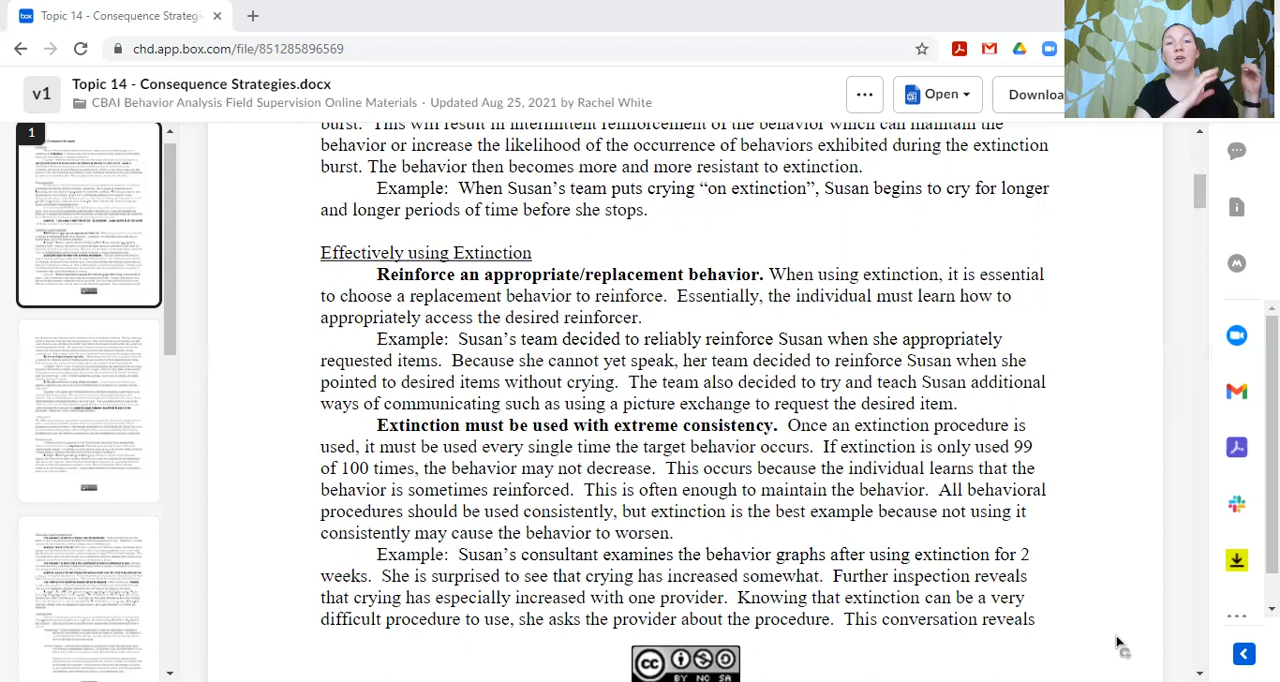 box Topic 14 - Consequence Strateg
chd.app.box.com/file/851285896569
v1
Topic 14 - Consequence Strategies.docx
CBAI Behavior Analysis Field Supervision Online Materials · Updated Aug 25, 2021 by Rachel White
Open
Downloa
1
burst. This will result in intermittent reinforcement of the behavior which can maintain the
behavior or increase the likelihood of the occurrence of behaviors exhibited during the extinction
burst. The behavior then becomes more and more resistant to extinction.
Example: When Susan's team puts crying “on extinction”, Susan begins to cry for longer
and longer periods of time before she stops.
Effectively using Extinction
Reinforce an appropriate/replacement behavior. When using extinction, it is essential
to choose a replacement behavior to reinforce. Essentially, the individual must learn how to
appropriately access the desired reinforcer.
Example: Susan's team decided to reliably reinforce Susan when she appropriately
requested items. Because Susan cannot yet speak, her team decided to reinforce Susan when she
pointed to desired items without crying. The team also decided to try and teach Susan additional
ways of communication, such as using a picture exchange to request the desired item.
Extinction must be used with extreme consistency. Once an extinction procedure is
started it must be used every single time the target behavior occurs. If extinction is only used 99
of 100 times, the behavior may not decrease. This occurs because the individual learns that the
behavior is sometimes reinforced. This is often enough to maintain the behavior. All behavioral
procedures should be used consistently, but extinction is the best example because not using it
consistently may cause the behavior to worsen.
Example: Susan's consultant examines the behavioral data after using extinction for 2
weeks. She is surprised to see that crying has increased somewhat. Further inspection reveals
that crying has especially increased with one provider. Knowing that extinction can be a very
difficult procedure to use she asks the provider about the procedure. This conversation reveals
BY NC SA